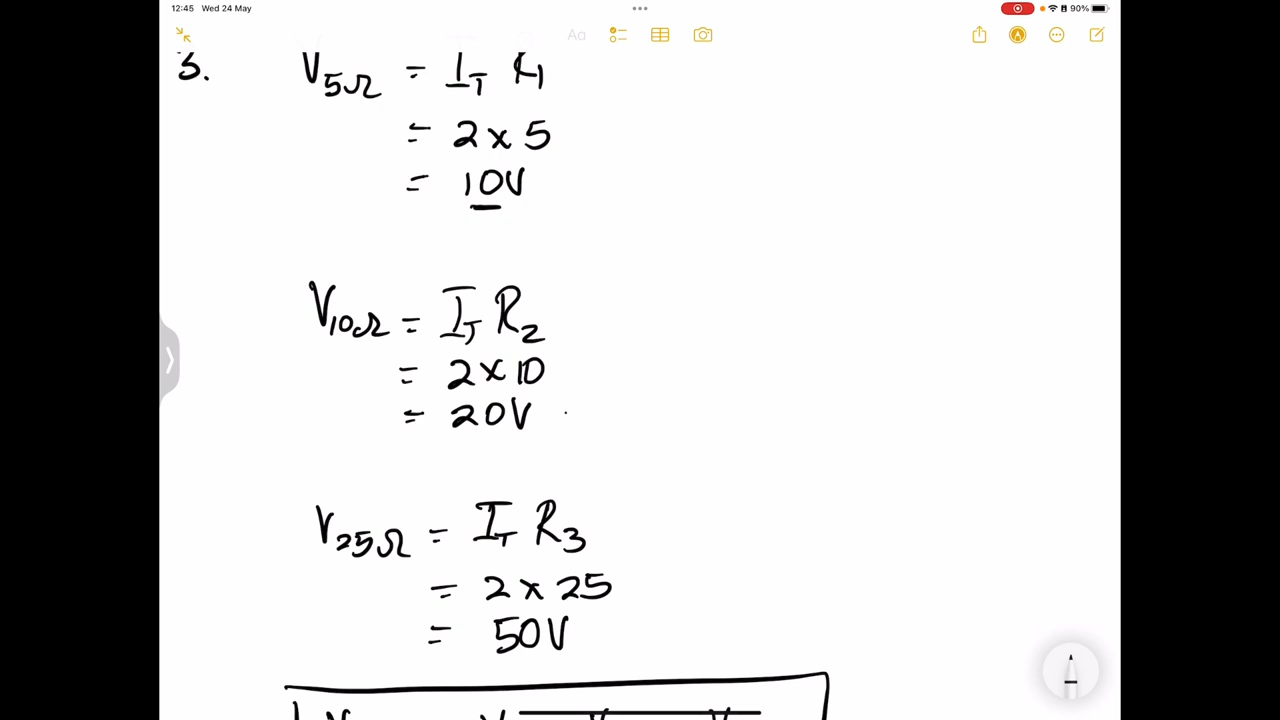 12:45 Wed 24 May
90%
Aa
3. V5Ω = IT R1
= 2 x 5
= 10V
V10Ω = IT R2
= 2 x 10
= 20V
V25Ω = IT R3
= 2 x 25
= 50V